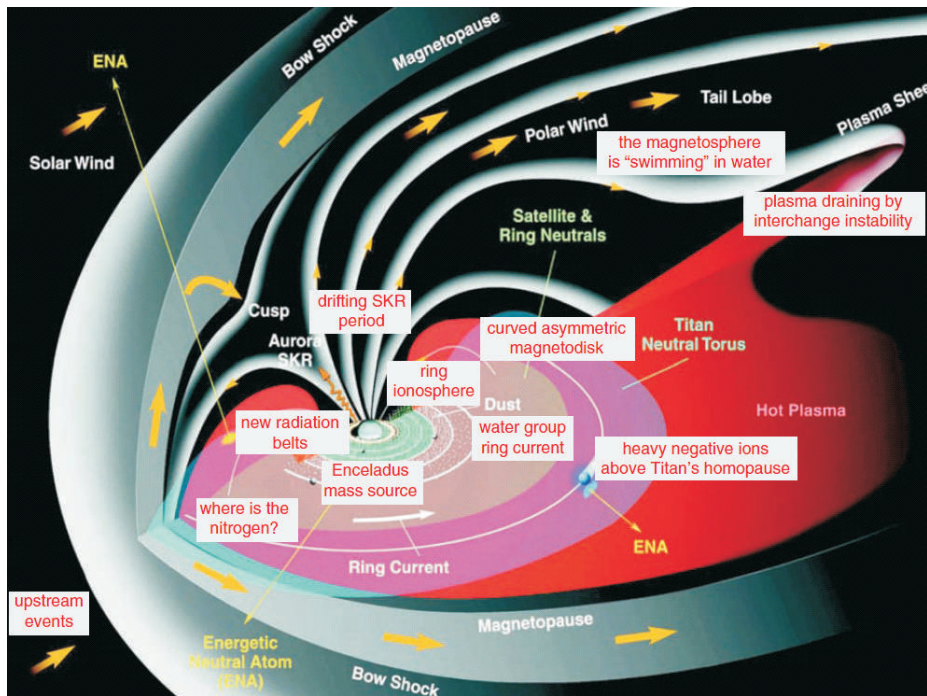 Bow Shock
Magnetopause
ENA
Solar Wind
Tail Lobe
Polar Wind
Plasma Shee
the magnetosphere
is “swimming” in water
plasma draining by
interchange instability
Satellite &
Ring Neutrals
Cusp
drifting SKR
period
Aurora
SKR
curved asymmetric
magnetodisk
Titan
Neutral Torus
ring
ionosphere
Dust
Hot Plasma
new radiation
belts
water group
ring current
heavy negative ions
above Titan’s homopause
Enceladus
mass source
where is the
nitrogen?
ENA
Ring Current
upstream
events
Magnetopause
Energetic
Neutral Atom
(ENA)
Bow Shock